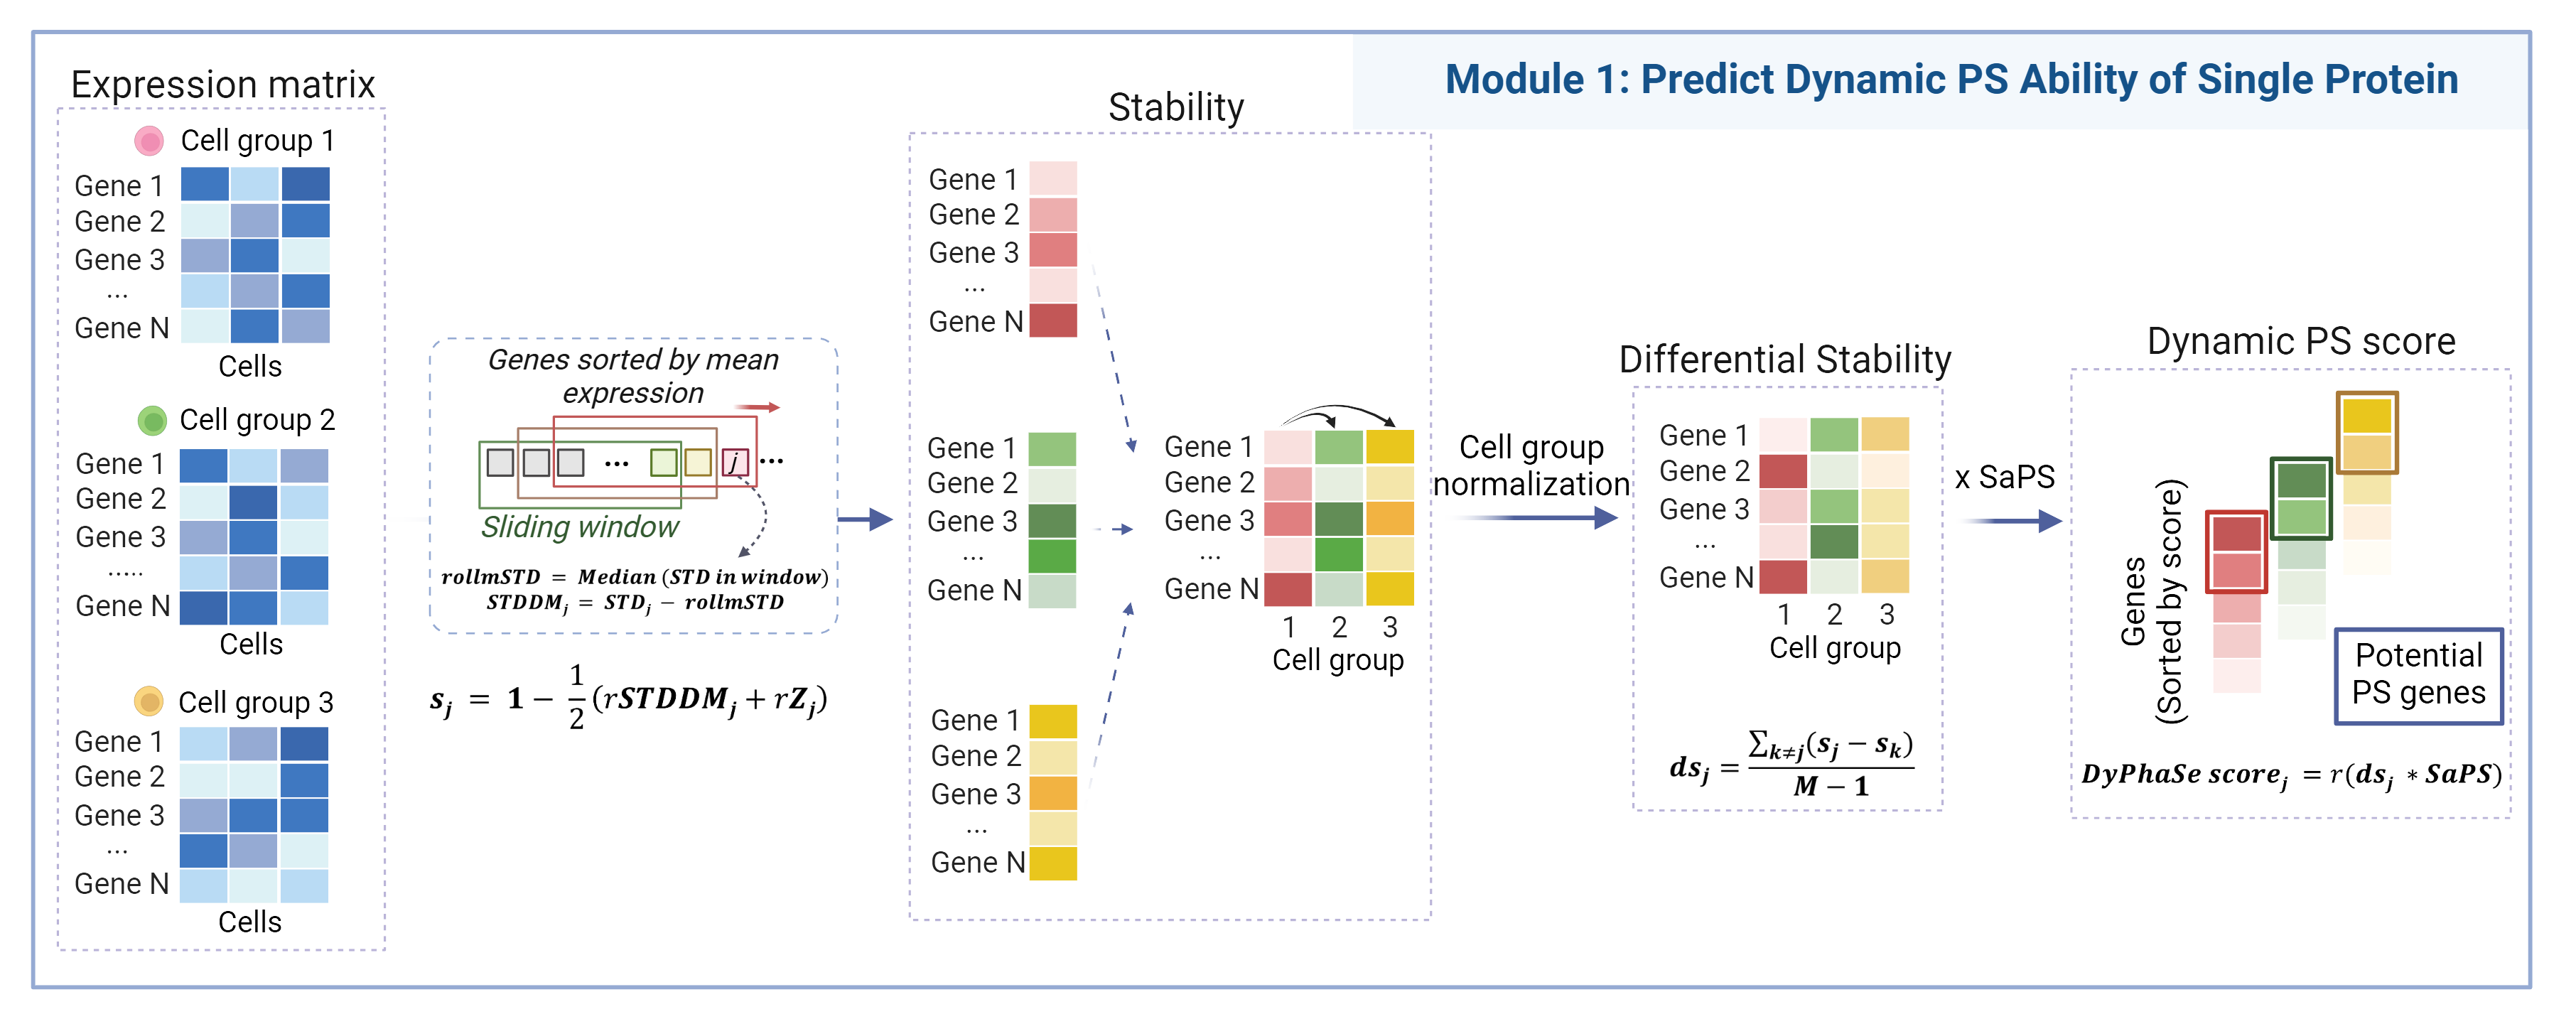 Module 1: Predict Dynamic PS Ability of Single Protein
Expression matrix
Cell group 1
Gene 1
Gene 2
Gene 3
...
Gene N
Cells
Cell group 2
Gene 1
Gene 2
Gene 3
.....
Gene N
Cells
Cell group 3
Gene 1
Gene 2
Gene 3
...
Gene N
Cells
Genes sorted by mean
expression
... j ...
Sliding window
rollmSTD = Median (STD in window)
STDDM_j = STD_j − rollmSTD
s_j = 1 − 1/2 (rSTDDM_j + rZ_j)
Stability
Gene 1
Gene 2
Gene 3
...
Gene N
Gene 1
Gene 2
Gene 3
...
Gene N
Gene 1
Gene 2
Gene 3
...
Gene N
Gene 1
Gene 2
Gene 3
...
Gene N
1 2 3
Cell group
Cell group
normalization
Differential Stability
Gene 1
Gene 2
Gene 3
...
Gene N
1 2 3
Cell group
ds_j = ∑_{k≠j}(s_j − s_k) / (M − 1)
x SaPS
Dynamic PS score
Genes
(Sorted by score)
Potential
PS genes
DyPhaSe score_j = r(ds_j * SaPS)